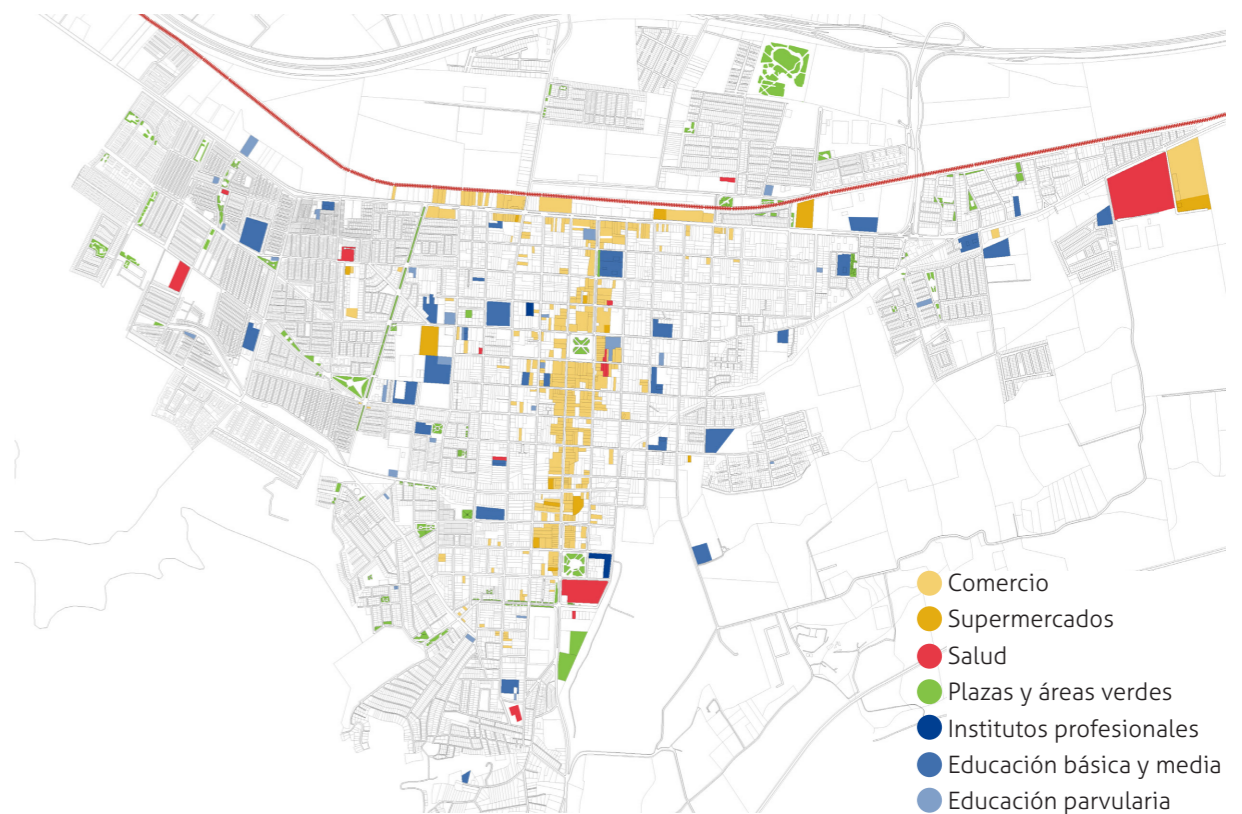 Comercio
Supermercados
Salud
Plazas y áreas verdes
Institutos profesionales
Educación básica y media
Educación parvularia